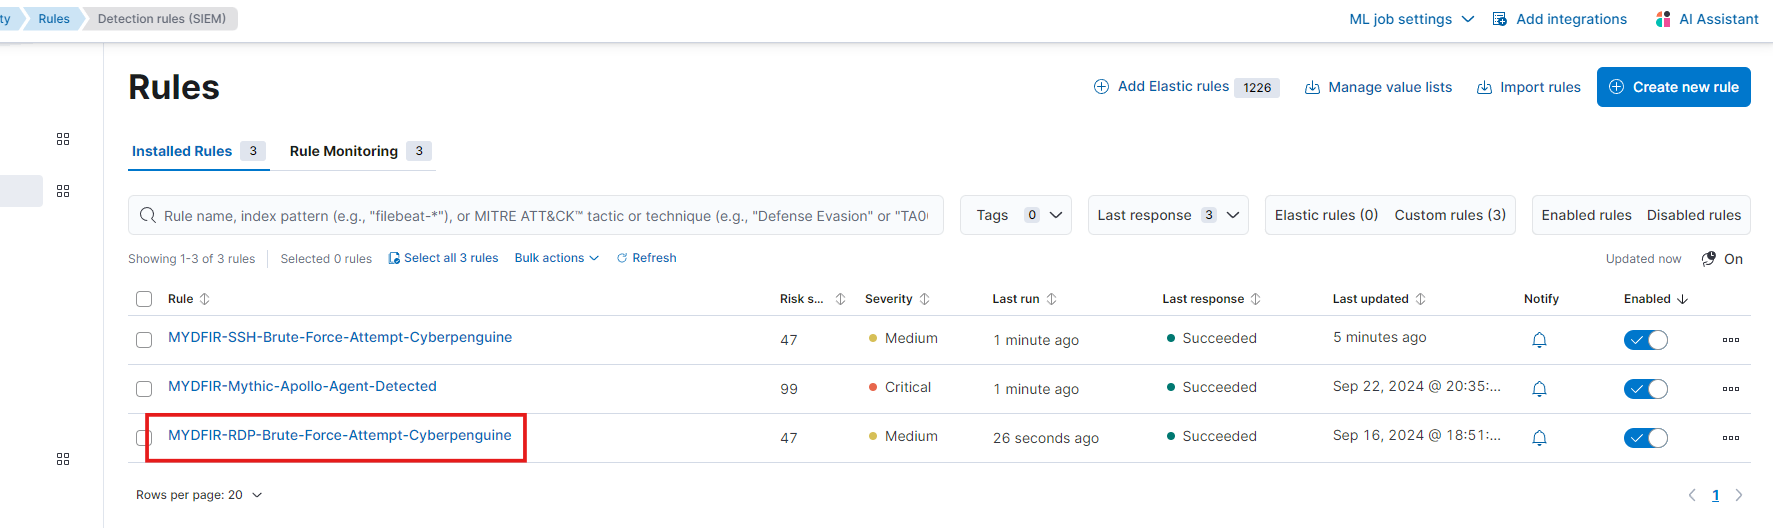 ty Rules Detection rules (SIEM) ML job settings Add integrations AI Assistant
Rules Add Elastic rules 1226 Manage value lists Import rules Create new rule
Installed Rules 3 Rule Monitoring 3
Rule name, index pattern (e.g., "filebeat-*"), or MITRE ATT&CK™ tactic or technique (e.g., "Defense Evasion" or "TA00 Tags 0 Last response 3 Elastic rules (0) Custom rules (3) Enabled rules Disabled rules
Showing 1-3 of 3 rules Selected 0 rules Select all 3 rules Bulk actions Refresh Updated now On
Rule Risk s... Severity Last run Last response Last updated Notify Enabled
MYDFIR-SSH-Brute-Force-Attempt-Cyberpenguine 47 Medium 1 minute ago Succeeded 5 minutes ago
MYDFIR-Mythic-Apollo-Agent-Detected 99 Critical 1 minute ago Succeeded Sep 22, 2024 @ 20:35:...
MYDFIR-RDP-Brute-Force-Attempt-Cyberpenguine 47 Medium 26 seconds ago Succeeded Sep 16, 2024 @ 18:51:...
Rows per page: 20 1